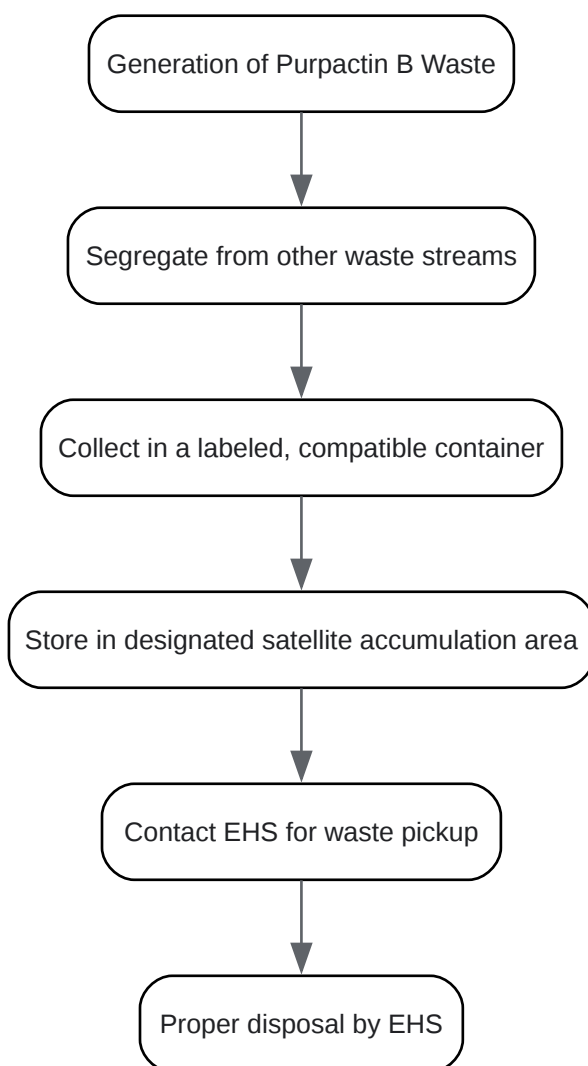 Generation of Purpactin B Waste
Segregate from other waste streams
Collect in a labeled, compatible container
Store in designated satellite accumulation area
Contact EHS for waste pickup
Proper disposal by EHS